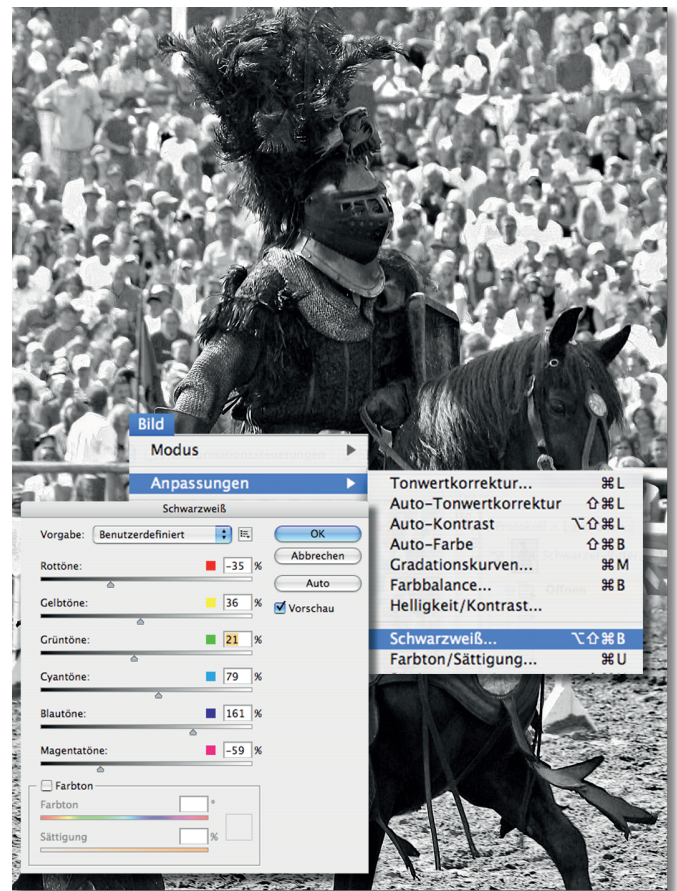 Bild
Modus
Anpassungen
Tonwertkorrektur... ⌘L
Auto-Tonwertkorrektur ⇧⌘L
Auto-Kontrast ⌥⇧⌘L
Auto-Farbe ⇧⌘B
Gradationskurven... ⌘M
Farbbalance... ⌘B
Helligkeit/Kontrast...
Schwarzweiß... ⌥⇧⌘B
Farbton/Sättigung... ⌘U
Schwarzweiß
Vorgabe: Benutzerdefiniert
OK
Abbrechen
Auto
Vorschau
Rottöne: -35 %
Gelbtöne: 36 %
Grüntöne: 21 %
Cyantöne: 79 %
Blautöne: 161 %
Magentatöne: -59 %
Farbton
Farbton °
Sättigung %